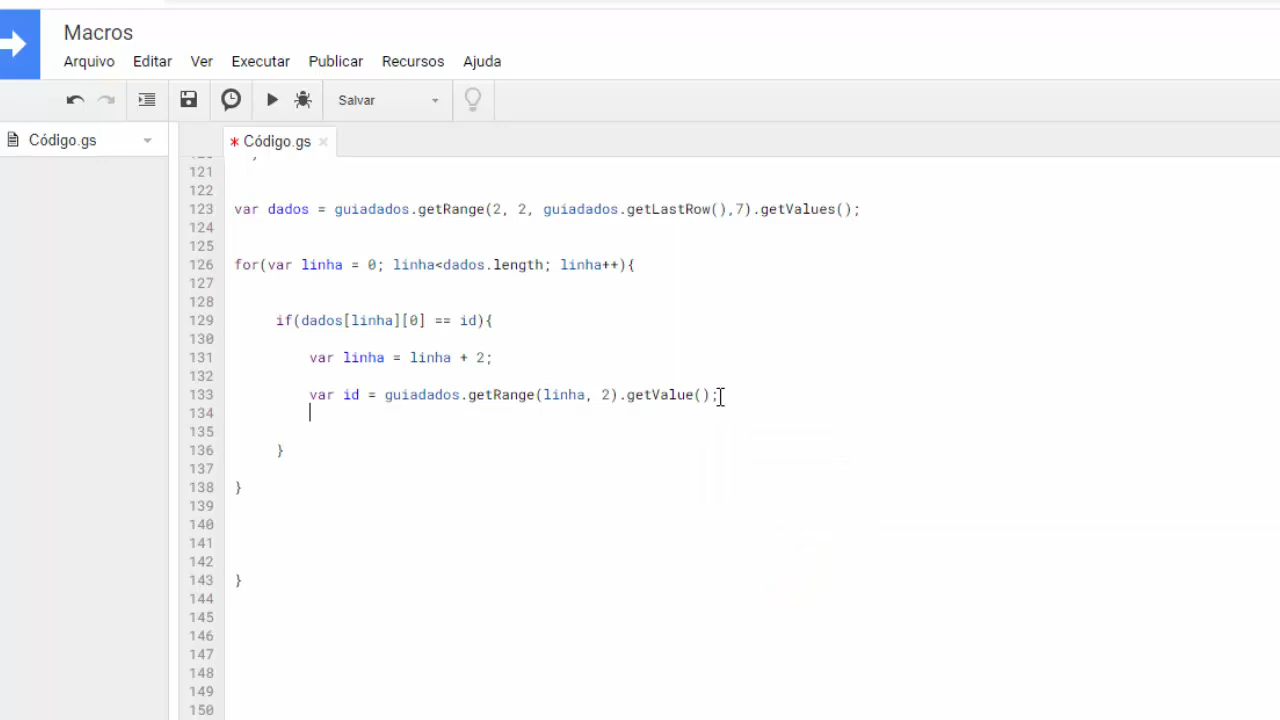 Macros
Arquivo Editar Ver Executar Publicar Recursos Ajuda
Salvar
Código.gs
* Código.gs ×
121
122
123 var dados = guiadados.getRange(2, 2, guiadados.getLastRow(),7).getValues();
124
125
126 for(var linha = 0; linha<dados.length; linha++){
127
128
129 if(dados[linha][0] == id){
130
131 var linha = linha + 2;
132
133 var id = guiadados.getRange(linha, 2).getValue();
134
135
136 }
137
138 }
139
140
141
142
143 }
144
145
146
147
148
149
150